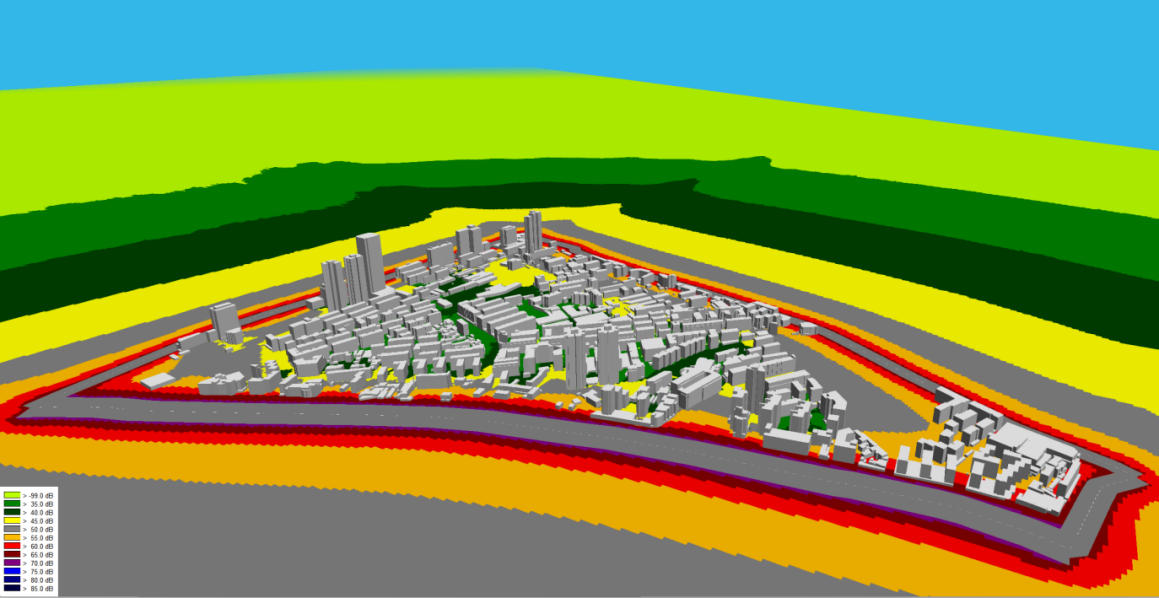 > -99.0 dB
> 35.0 dB
> 40.0 dB
> 45.0 dB
> 50.0 dB
> 55.0 dB
> 60.0 dB
> 65.0 dB
> 70.0 dB
> 75.0 dB
> 80.0 dB
> 85.0 dB